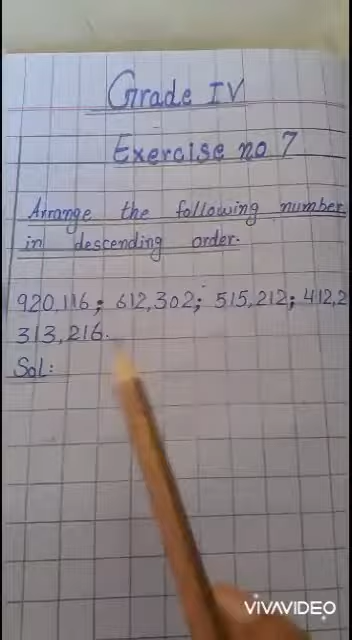 Grade IV
Exercise no 7
Arrange the following number
in descending order.
920,116; 612,302; 515,212; 412,2
313,216.
Sol:
VIVAVIDEO